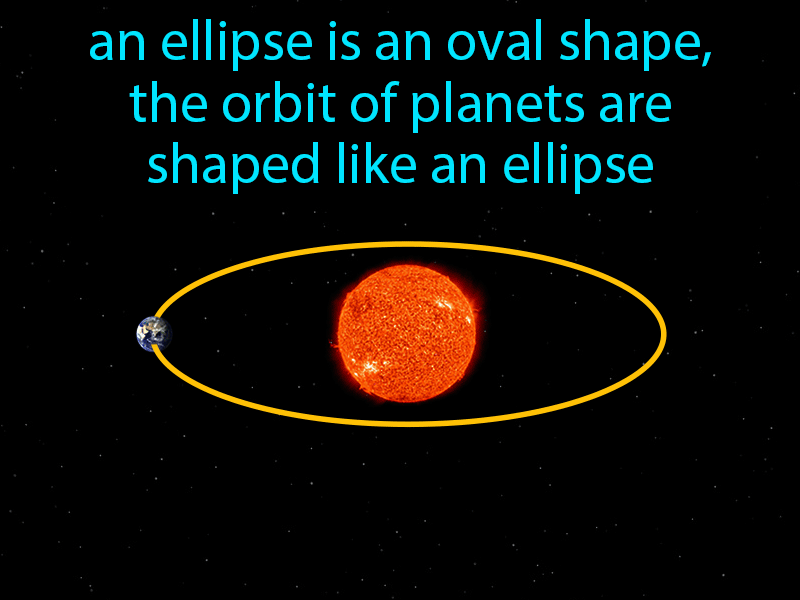 an ellipse is an oval shape,
the orbit of planets are
shaped like an ellipse